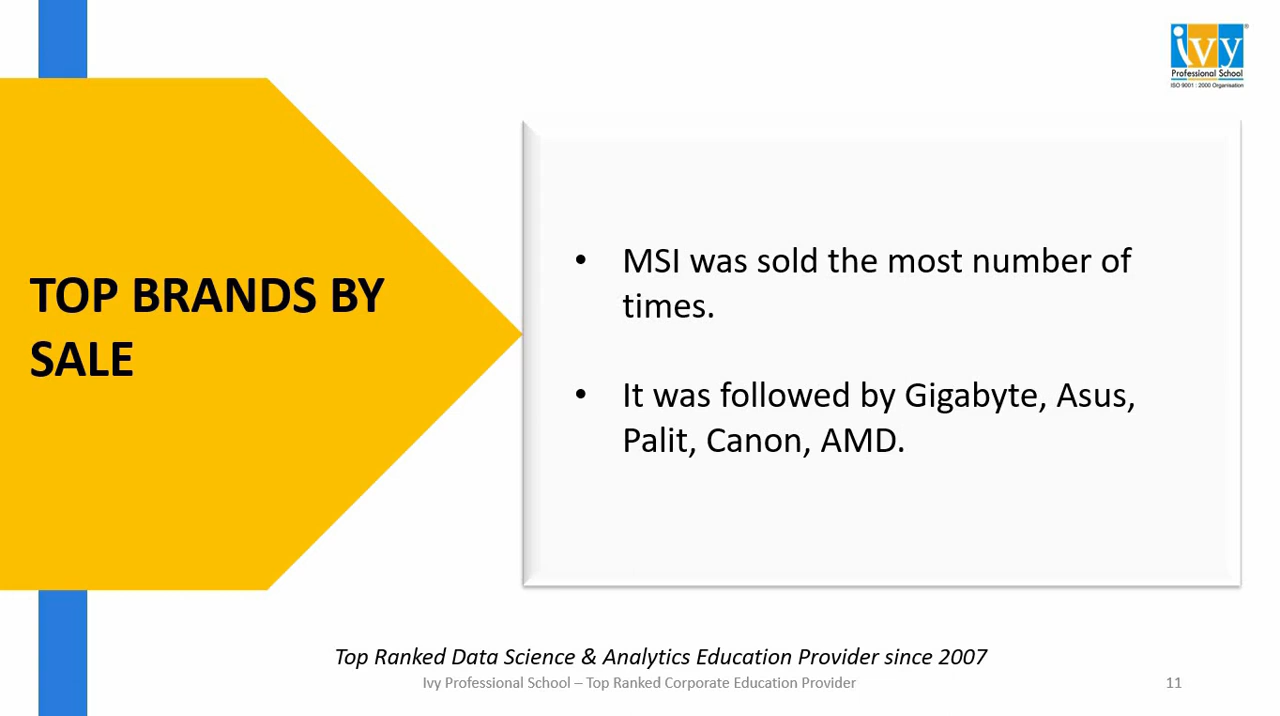 ivy
Professional School
ISO 9001 : 2000 Organisation
TOP BRANDS BY
SALE
• MSI was sold the most number of
times.
• It was followed by Gigabyte, Asus,
Palit, Canon, AMD.
Top Ranked Data Science & Analytics Education Provider since 2007
Ivy Professional School – Top Ranked Corporate Education Provider
11